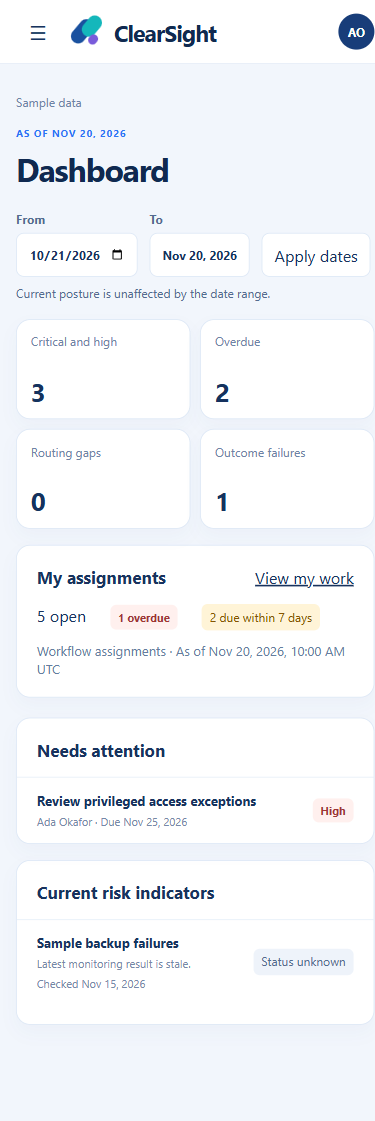 ClearSight
AO
Sample data
AS OF NOV 20, 2026
Dashboard
From
To
10/21/2026
Nov 20, 2026
Apply dates
Current posture is unaffected by the date range.
Critical and high
3
Overdue
2
Routing gaps
0
Outcome failures
1
My assignments
View my work
5 open
1 overdue
2 due within 7 days
Workflow assignments · As of Nov 20, 2026, 10:00 AM
UTC
Needs attention
Review privileged access exceptions
Ada Okafor · Due Nov 25, 2026
High
Current risk indicators
Sample backup failures
Latest monitoring result is stale.
Checked Nov 15, 2026
Status unknown